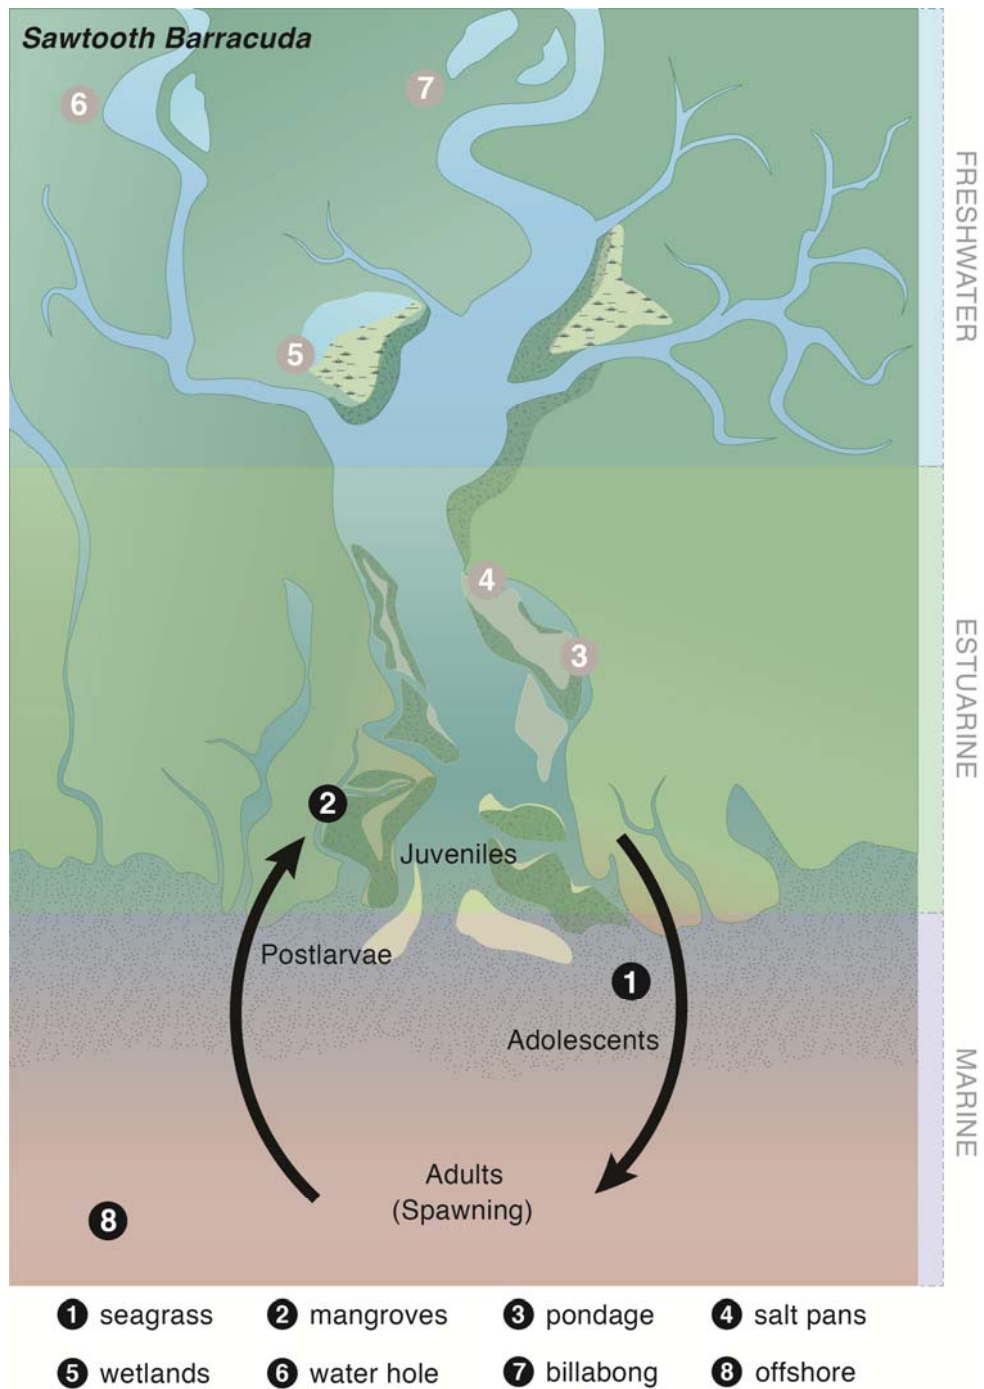 Sawtooth Barracuda
6
7
FRESHWATER
5
4
ESTUARINE
3
2
Juveniles
Postlarvae
1
Adolescents
MARINE
Adults
(Spawning)
8
1 seagrass
2 mangroves
3 pondage
4 salt pans
5 wetlands
6 water hole
7 billabong
8 offshore